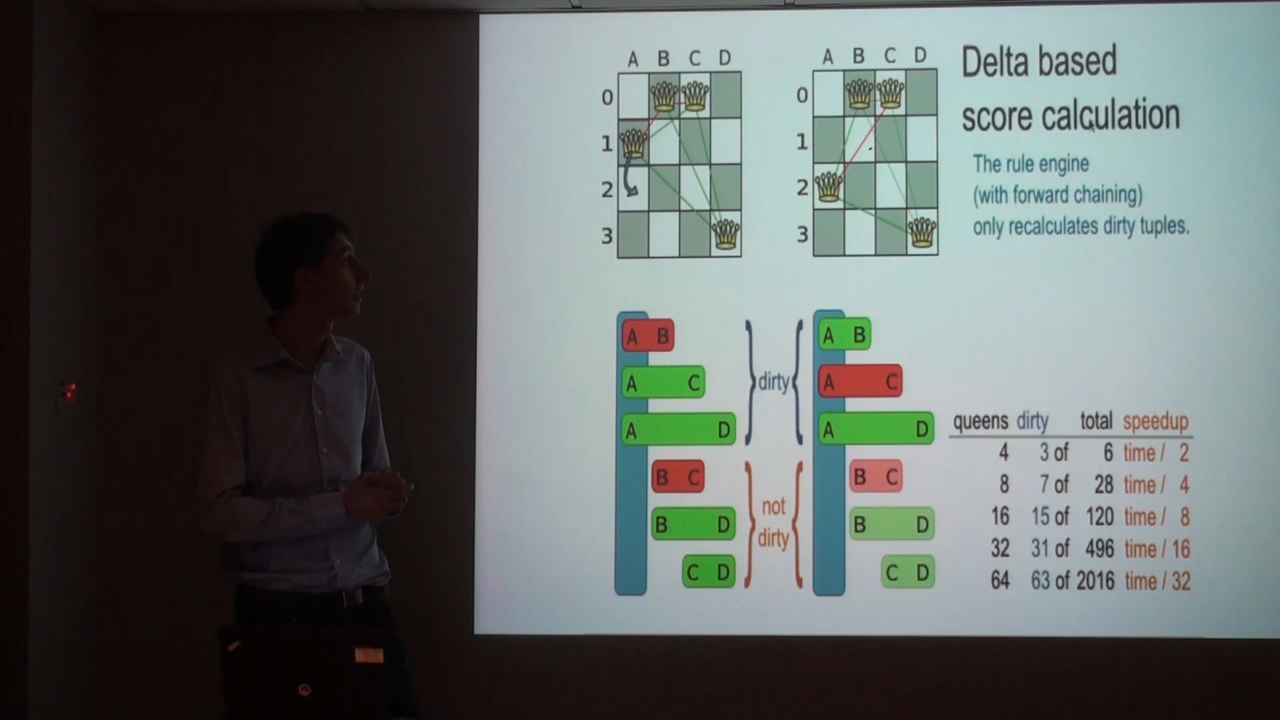 A B C D
0
1
2
3
A B C D
0
1
2
3
Delta based
score calculation
The rule engine
(with forward chaining)
only recalculates dirty tuples.
A B
A C
A D
B C
B D
C D
dirty
not
dirty
A B
A C
A D
B C
B D
C D
queens dirty total speedup
4 3 of 6 time / 2
8 7 of 28 time / 4
16 15 of 120 time / 8
32 31 of 496 time / 16
64 63 of 2016 time / 32